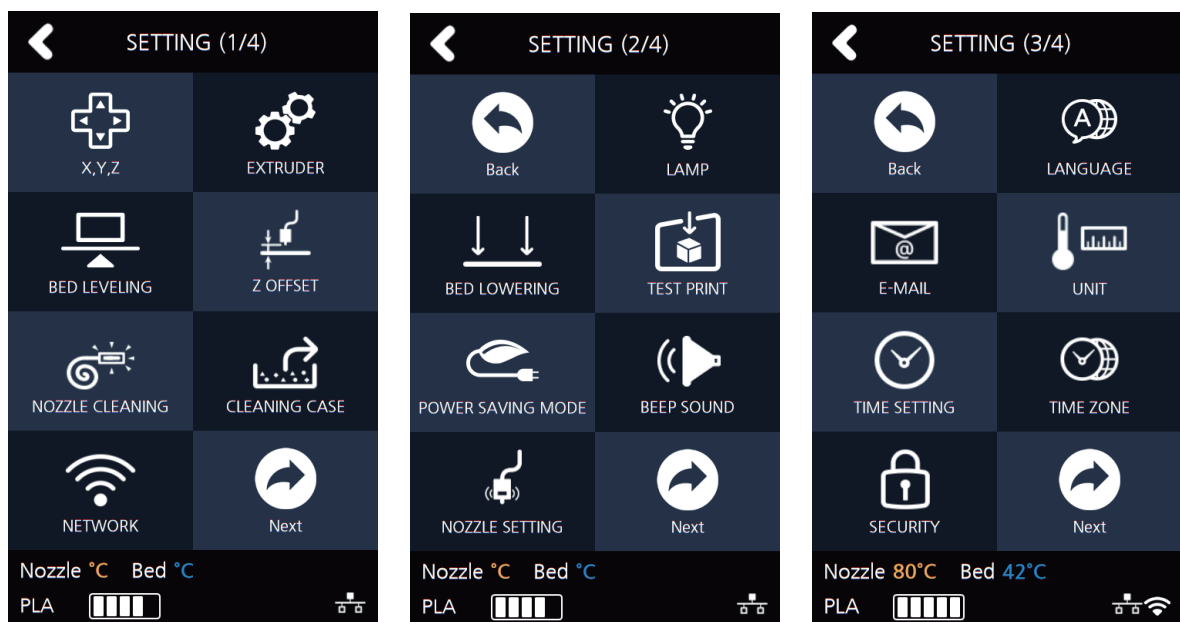 SETTING (1/4)
X,Y,Z EXTRUDER
BED LEVELING Z OFFSET
NOZZLE CLEANING CLEANING CASE
NETWORK Next
Nozzle °C Bed °C
PLA
SETTING (2/4)
Back LAMP
BED LOWERING TEST PRINT
POWER SAVING MODE BEEP SOUND
NOZZLE SETTING Next
Nozzle °C Bed °C
PLA
SETTING (3/4)
A
Back LANGUAGE
@
E-MAIL UNIT
TIME SETTING TIME ZONE
SECURITY Next
Nozzle 80°C Bed 42°C
PLA